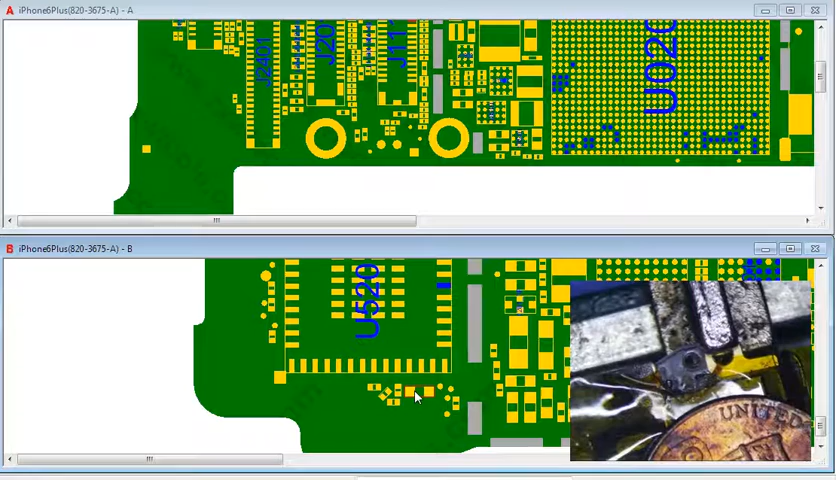 A iPhone6Plus(820-3675-A) - A
J2401
J20
J11
U020
B iPhone6Plus(820-3675-A) - B
U520
UNITED